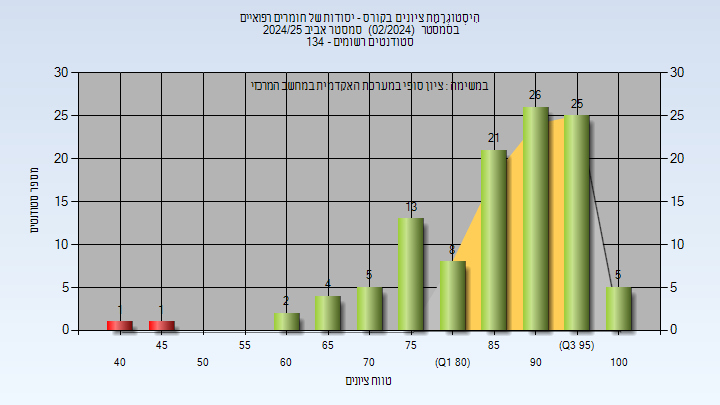 היסטוגרמת ציונים בקורס - יסודות של חומרים רפואיים
בסמסטר (02/2024) סמסטר אביב 2024/25
סטודנטים רשומים - 134
במשימה : ציון סופי במערכת האקדמית במחשב המרכזי
מספר סטודנטים
30 25 20 15 10 5 0
30 25 20 15 10 5 0
1 1 2 4 5 13 8 21 26 25 5
45 55 65 75 85 (Q3 95)
40 50 60 70 (Q1 80) 90 100
טווח ציונים